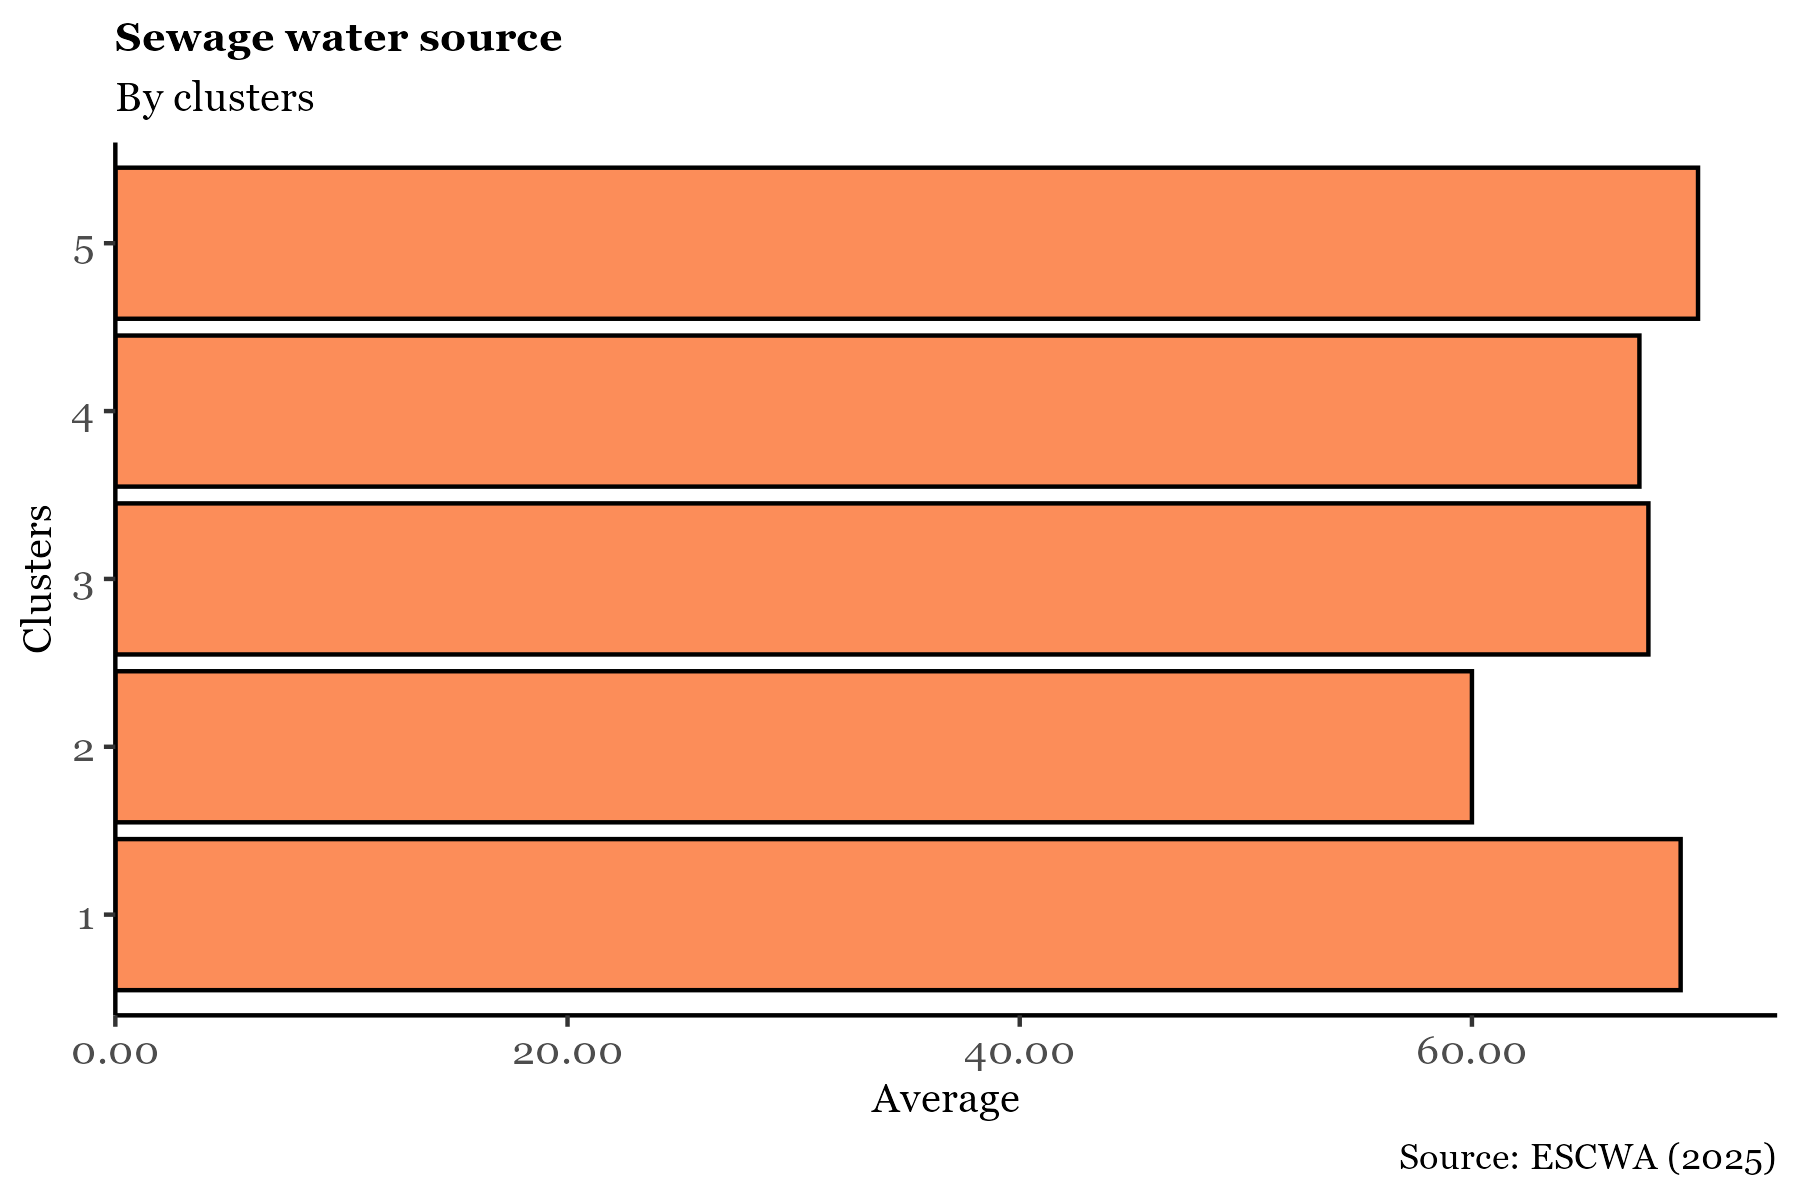 Sewage water source
By clusters
5
4
3
2
1
Clusters
0.00 20.00 40.00 60.00
Average
Source: ESCWA (2025)